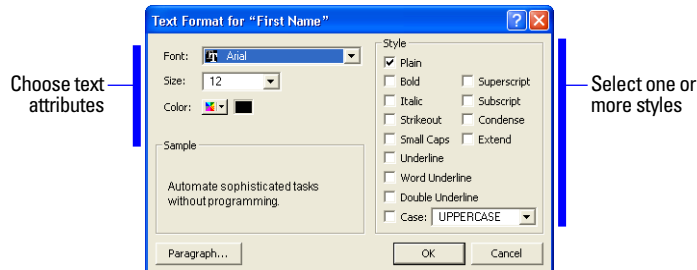 Text Format for “First Name”
Choose text
attributes
Font: Arial
Size: 12
Color:
Sample
Automate sophisticated tasks
without programming.
Style
Plain
Bold Superscript
Italic Subscript
Strikeout Condense
Small Caps Extend
Underline
Word Underline
Double Underline
Case: UPPERCASE
Select one or
more styles
Paragraph... OK Cancel